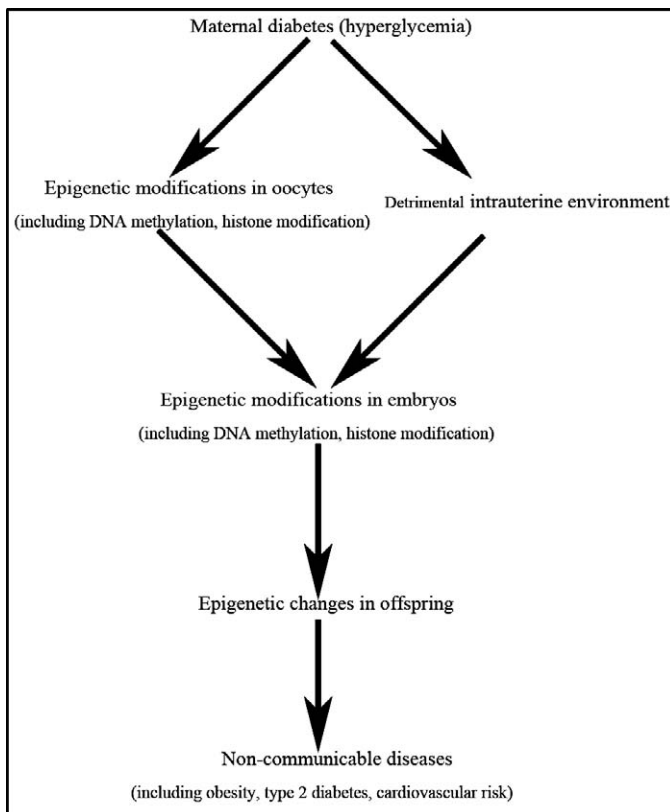 Maternal diabetes (hyperglycemia)
Epigenetic modifications in oocytes
(including DNA methylation, histone modification)
Detrimental intrauterine environment
Epigenetic modifications in embryos
(including DNA methylation, histone modification)
Epigenetic changes in offspring
Non-communicable diseases
(including obesity, type 2 diabetes, cardiovascular risk)